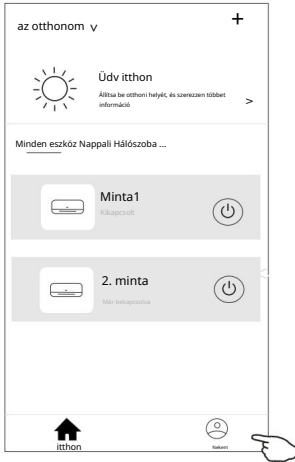 az otthonom v
+
Üdv itthon
Állítsa be otthoni helyét, és szerezzen többet
információ
>
Minden eszköz Nappali Hálószoba ...
Minta1
Kikapcsolt
2. minta
Már bekapcsolva
itthon
Nekem